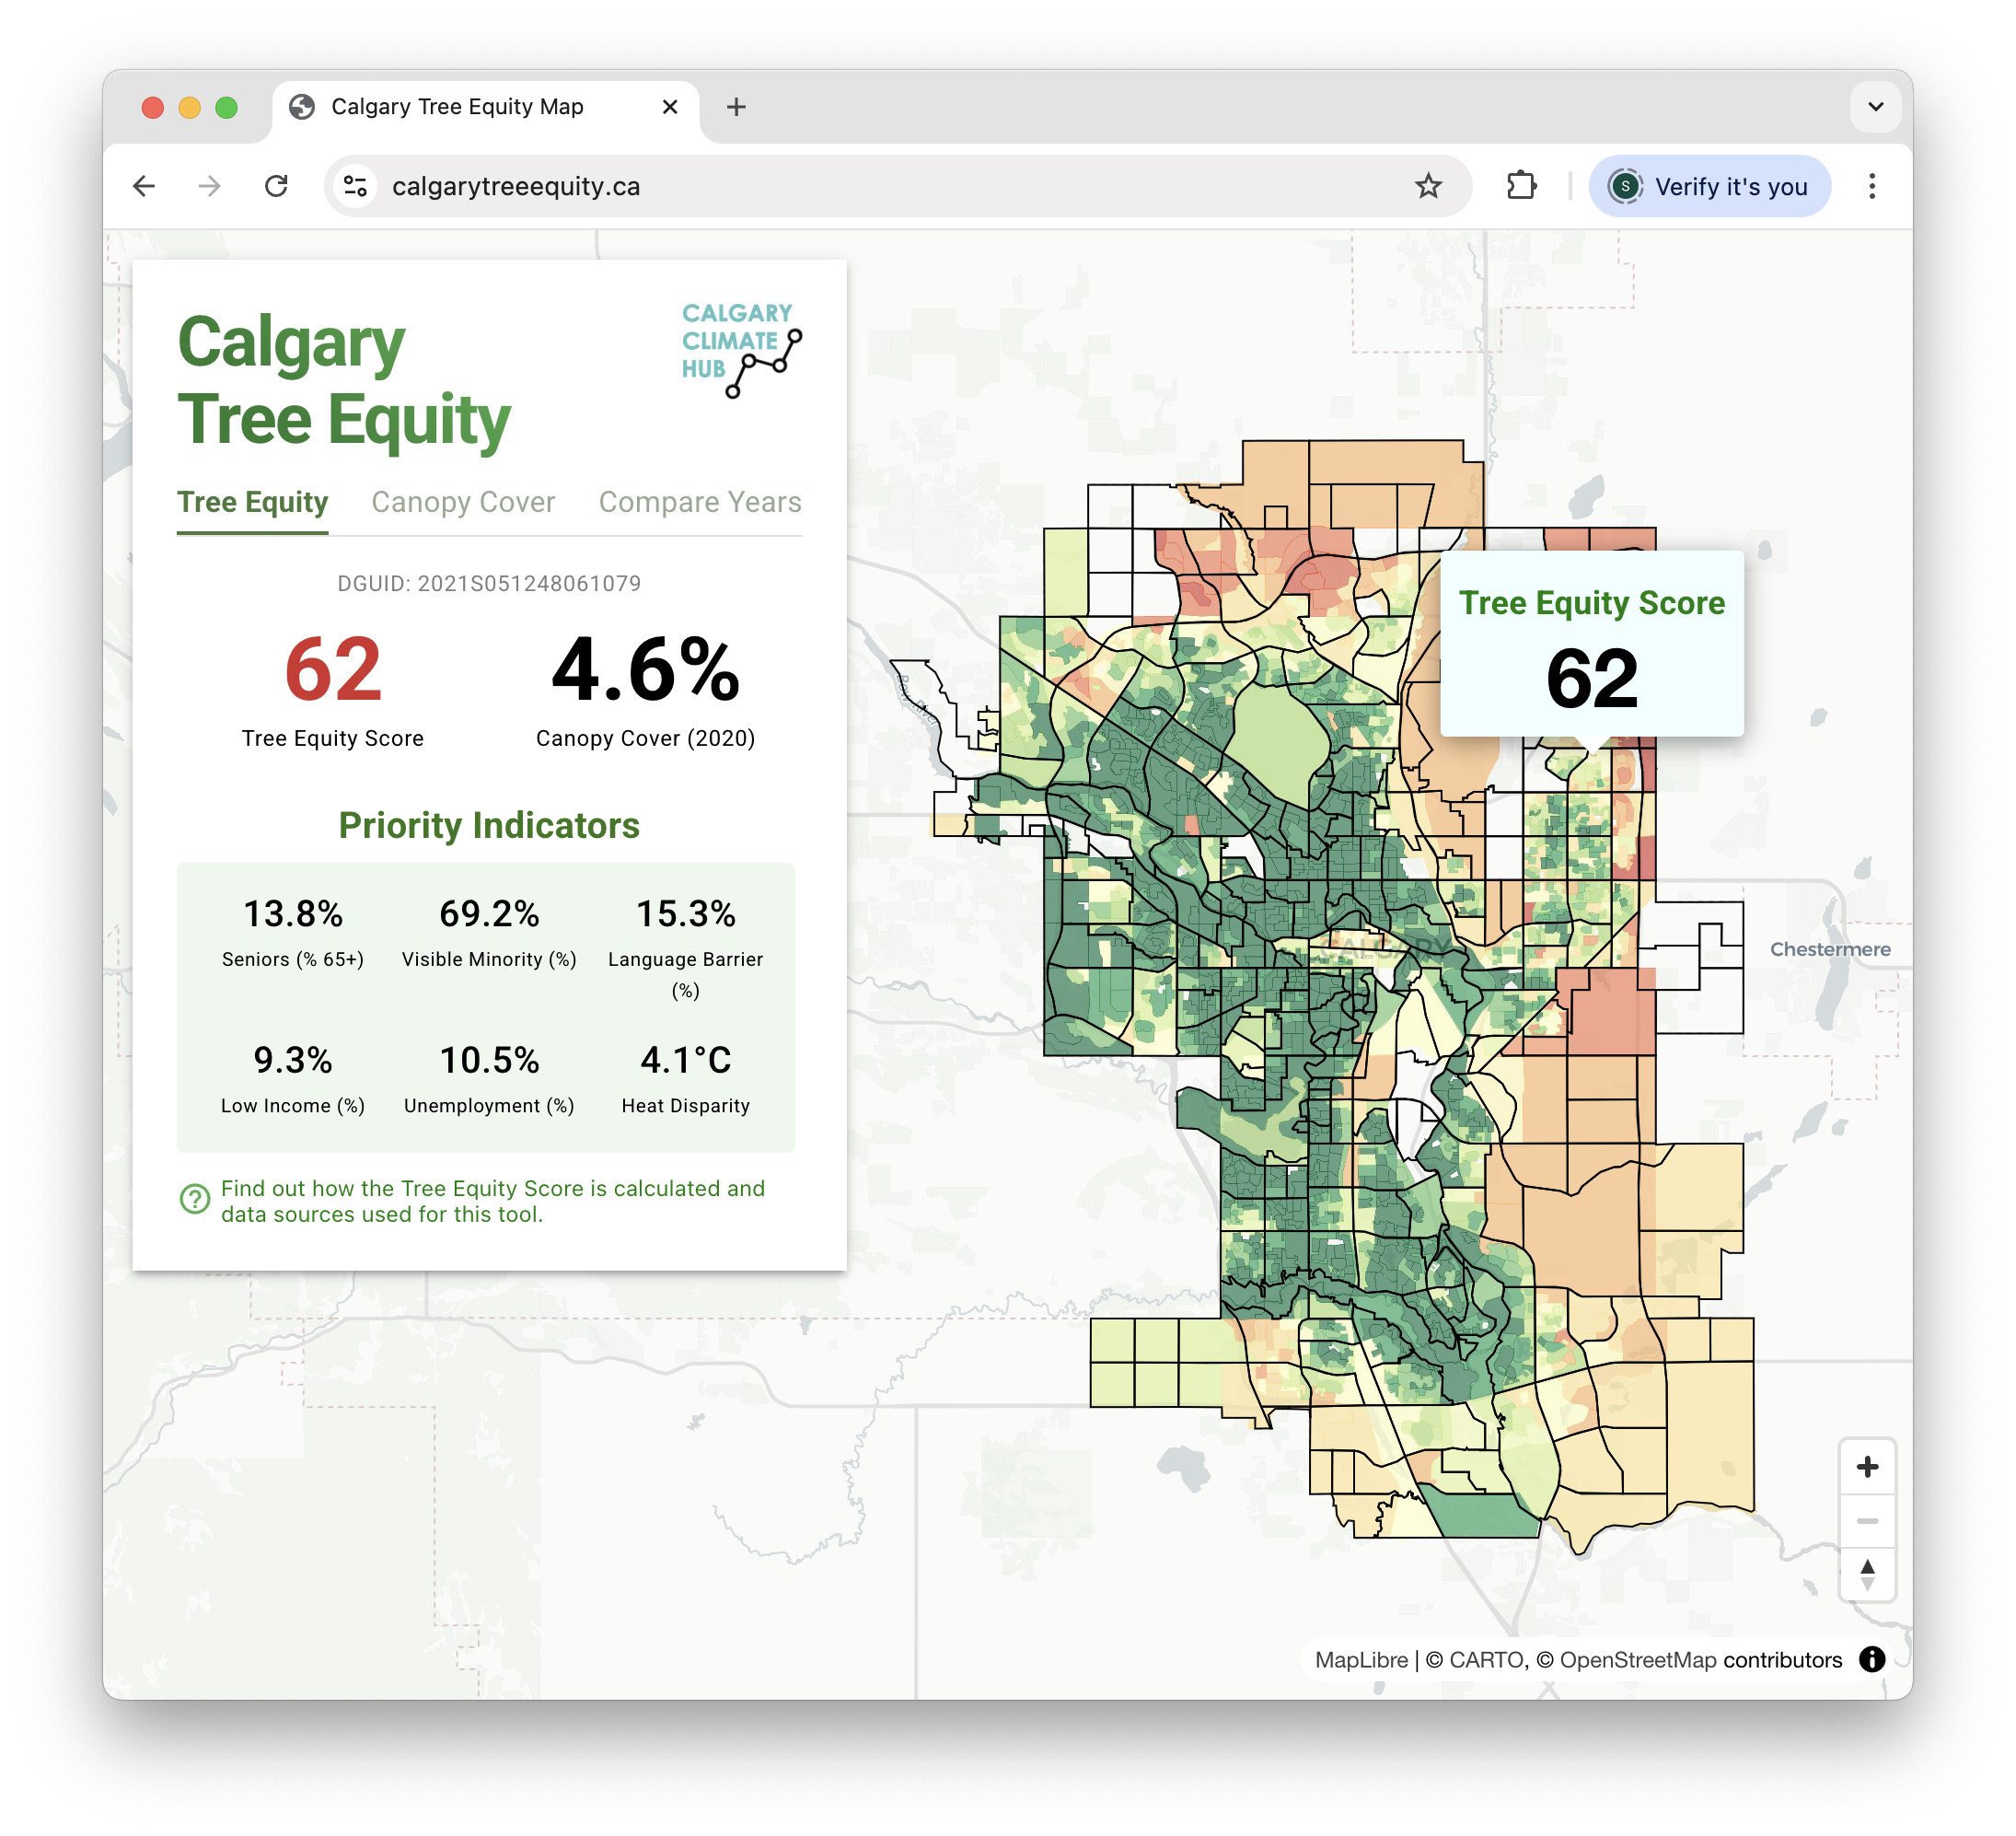 Calgary Tree Equity Map
calgarytreeequity.ca
S
Verify it's you
Calgary
Tree Equity
CALGARY
CLIMATE
HUB
Tree Equity
Canopy Cover
Compare Years
DGUID: 2021S051248061079
62
4.6%
Tree Equity Score
Canopy Cover (2020)
Priority Indicators
13.8%
69.2%
15.3%
Seniors (% 65+)
Visible Minority (%)
Language Barrier
(%)
9.3%
10.5%
4.1°C
Low Income (%)
Unemployment (%)
Heat Disparity
Find out how the Tree Equity Score is calculated and
data sources used for this tool.
Tree Equity Score
62
Bow River
CALGARY
Chestermere
MapLibre | © CARTO, © OpenStreetMap contributors